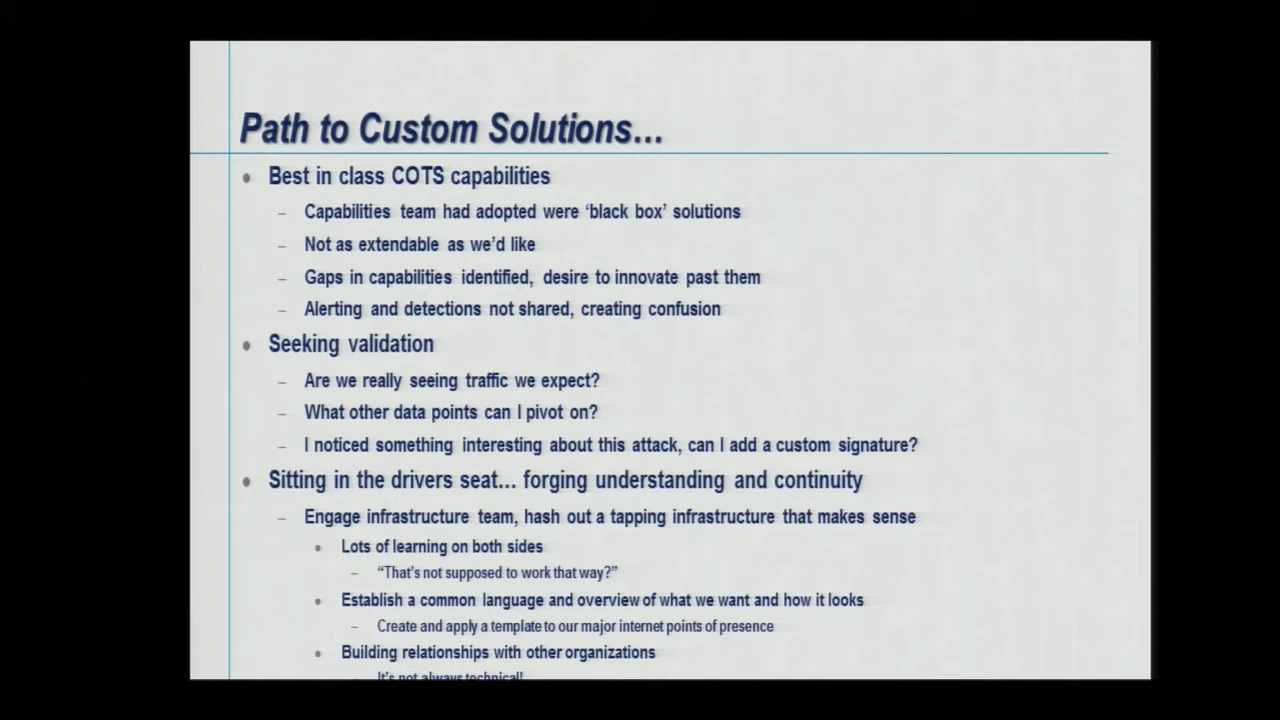 Path to Custom Solutions...
• Best in class COTS capabilities
– Capabilities team had adopted were ‘black box’ solutions
– Not as extendable as we’d like
– Gaps in capabilities identified, desire to innovate past them
– Alerting and detections not shared, creating confusion
• Seeking validation
– Are we really seeing traffic we expect?
– What other data points can I pivot on?
– I noticed something interesting about this attack, can I add a custom signature?
• Sitting in the drivers seat... forging understanding and continuity
– Engage infrastructure team, hash out a tapping infrastructure that makes sense
• Lots of learning on both sides
– “That’s not supposed to work that way?”
• Establish a common language and overview of what we want and how it looks
– Create and apply a template to our major internet points of presence
• Building relationships with other organizations
– It’s not always technical!